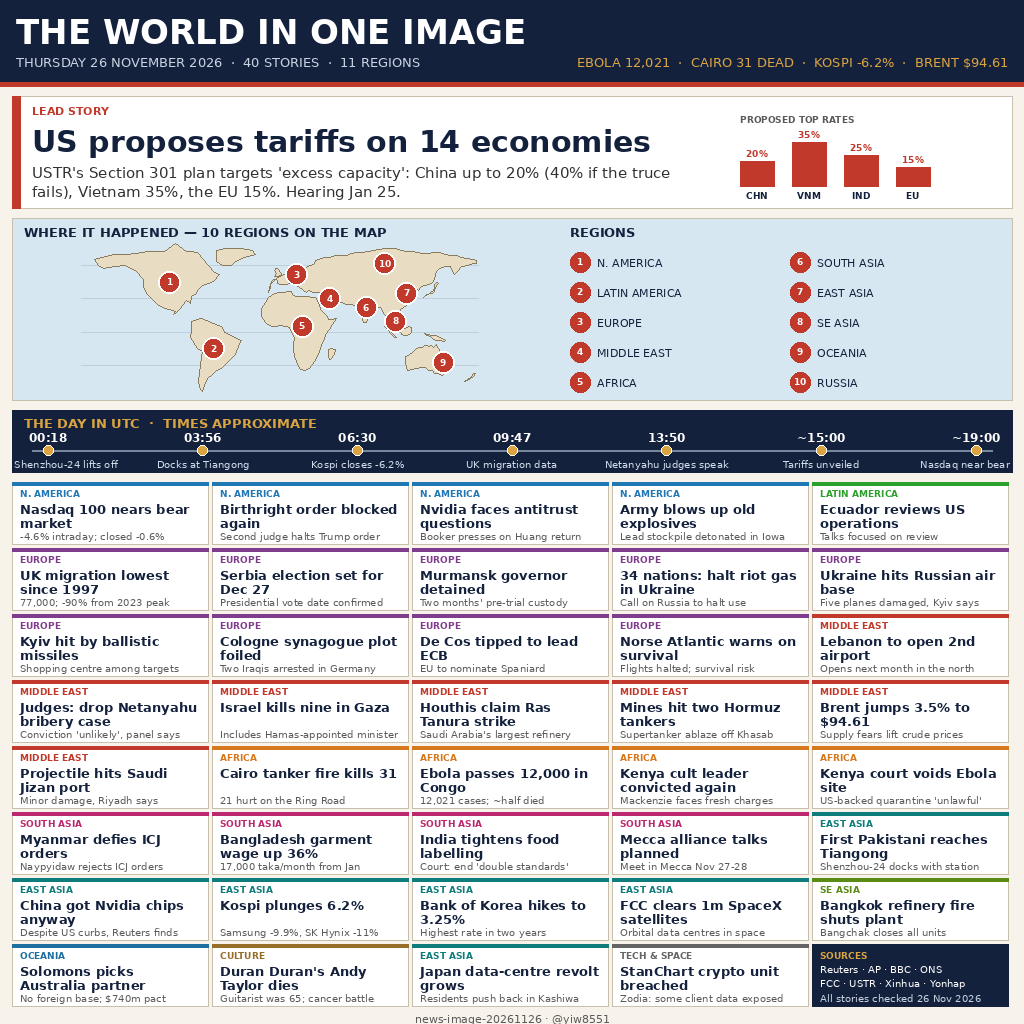 THE WORLD IN ONE IMAGE
THURSDAY 26 NOVEMBER 2026 · 40 STORIES · 11 REGIONS
EBOLA 12,021 · CAIRO 31 DEAD · KOSPI -6.2% · BRENT $94.61
LEAD STORY
US proposes tariffs on 14 economies
USTR's Section 301 plan targets 'excess capacity': China up to 20% (40% if the truce
fails), Vietnam 35%, the EU 15%. Hearing Jan 25.
PROPOSED TOP RATES
20%
35%
25%
15%
CHN
VNM
IND
EU
WHERE IT HAPPENED — 10 REGIONS ON THE MAP
1
2
3
4
5
6
7
8
9
10
REGIONS
1 N. AMERICA
2 LATIN AMERICA
3 EUROPE
4 MIDDLE EAST
5 AFRICA
6 SOUTH ASIA
7 EAST ASIA
8 SE ASIA
9 OCEANIA
10 RUSSIA
THE DAY IN UTC · TIMES APPROXIMATE
00:18
Shenzhou-24 lifts off
03:56
Docks at Tiangong
06:30
Kospi closes -6.2%
09:47
UK migration data
13:50
Netanyahu judges speak
~15:00
Tariffs unveiled
~19:00
Nasdaq near bear
N. AMERICA
Nasdaq 100 nears bear
market
-4.6% intraday; closed -0.6%
N. AMERICA
Birthright order blocked
again
Second judge halts Trump order
N. AMERICA
Nvidia faces antitrust
questions
Booker presses on Huang return
N. AMERICA
Army blows up old
explosives
Lead stockpile detonated in Iowa
LATIN AMERICA
Ecuador reviews US
operations
Talks focused on review
EUROPE
UK migration lowest
since 1997
77,000; -90% from 2023 peak
EUROPE
Serbia election set for
Dec 27
Presidential vote date confirmed
EUROPE
Murmansk governor
detained
Two months' pre-trial custody
EUROPE
34 nations: halt riot gas
in Ukraine
Call on Russia to halt use
EUROPE
Ukraine hits Russian air
base
Five planes damaged, Kyiv says
EUROPE
Kyiv hit by ballistic
missiles
Shopping centre among targets
EUROPE
Cologne synagogue plot
foiled
Two Iraqis arrested in Germany
EUROPE
De Cos tipped to lead
ECB
EU to nominate Spaniard
EUROPE
Norse Atlantic warns on
survival
Flights halted; survival risk
MIDDLE EAST
Lebanon to open 2nd
airport
Opens next month in the north
MIDDLE EAST
Judges: drop Netanyahu
bribery case
Conviction 'unlikely', panel says
MIDDLE EAST
Israel kills nine in Gaza
Includes Hamas-appointed minister
MIDDLE EAST
Houthis claim Ras
Tanura strike
Saudi Arabia's largest refinery
MIDDLE EAST
Mines hit two Hormuz
tankers
Supertanker ablaze off Khasab
MIDDLE EAST
Brent jumps 3.5% to
$94.61
Supply fears lift crude prices
MIDDLE EAST
Projectile hits Saudi
Jizan port
Minor damage, Riyadh says
AFRICA
Cairo tanker fire kills 31
21 hurt on the Ring Road
AFRICA
Ebola passes 12,000 in
Congo
12,021 cases; ~half died
AFRICA
Kenya cult leader
convicted again
Mackenzie faces fresh charges
AFRICA
Kenya court voids Ebola
site
US-backed quarantine 'unlawful'
SOUTH ASIA
Myanmar defies ICJ
orders
Naypyidaw rejects ICJ orders
SOUTH ASIA
Bangladesh garment
wage up 36%
17,000 taka/month from Jan
SOUTH ASIA
India tightens food
labelling
Court: end 'double standards'
SOUTH ASIA
Mecca alliance talks
planned
Meet in Mecca Nov 27-28
EAST ASIA
First Pakistani reaches
Tiangong
Shenzhou-24 docks with station
EAST ASIA
China got Nvidia chips
anyway
Despite US curbs, Reuters finds
EAST ASIA
Kospi plunges 6.2%
Samsung -9.9%, SK Hynix -11%
EAST ASIA
Bank of Korea hikes to
3.25%
Highest rate in two years
EAST ASIA
FCC clears 1m SpaceX
satellites
Orbital data centres in space
SE ASIA
Bangkok refinery fire
shuts plant
Bangchak closes all units
OCEANIA
Solomons picks
Australia partner
No foreign base; $740m pact
CULTURE
Duran Duran's Andy
Taylor dies
Guitarist was 65; cancer battle
EAST ASIA
Japan data-centre revolt
grows
Residents push back in Kashiwa
TECH & SPACE
StanChart crypto unit
breached
Zodia: some client data exposed
SOURCES
Reuters · AP · BBC · ONS
FCC · USTR · Xinhua · Yonhap
All stories checked 26 Nov 2026
news-image-20261126 · @yiw8551